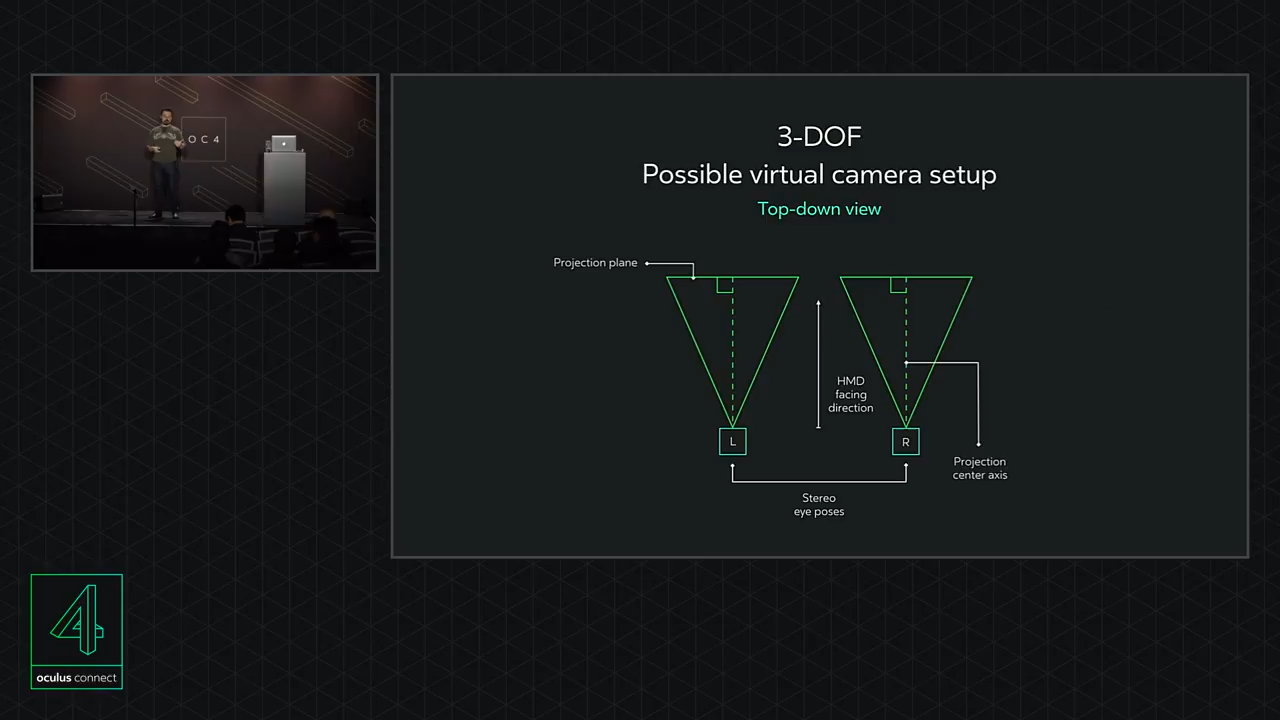 OC4
3-DOF
Possible virtual camera setup
Top-down view
Projection plane
HMD
facing
direction
L
R
Projection
center axis
Stereo
eye poses
4
oculus connect